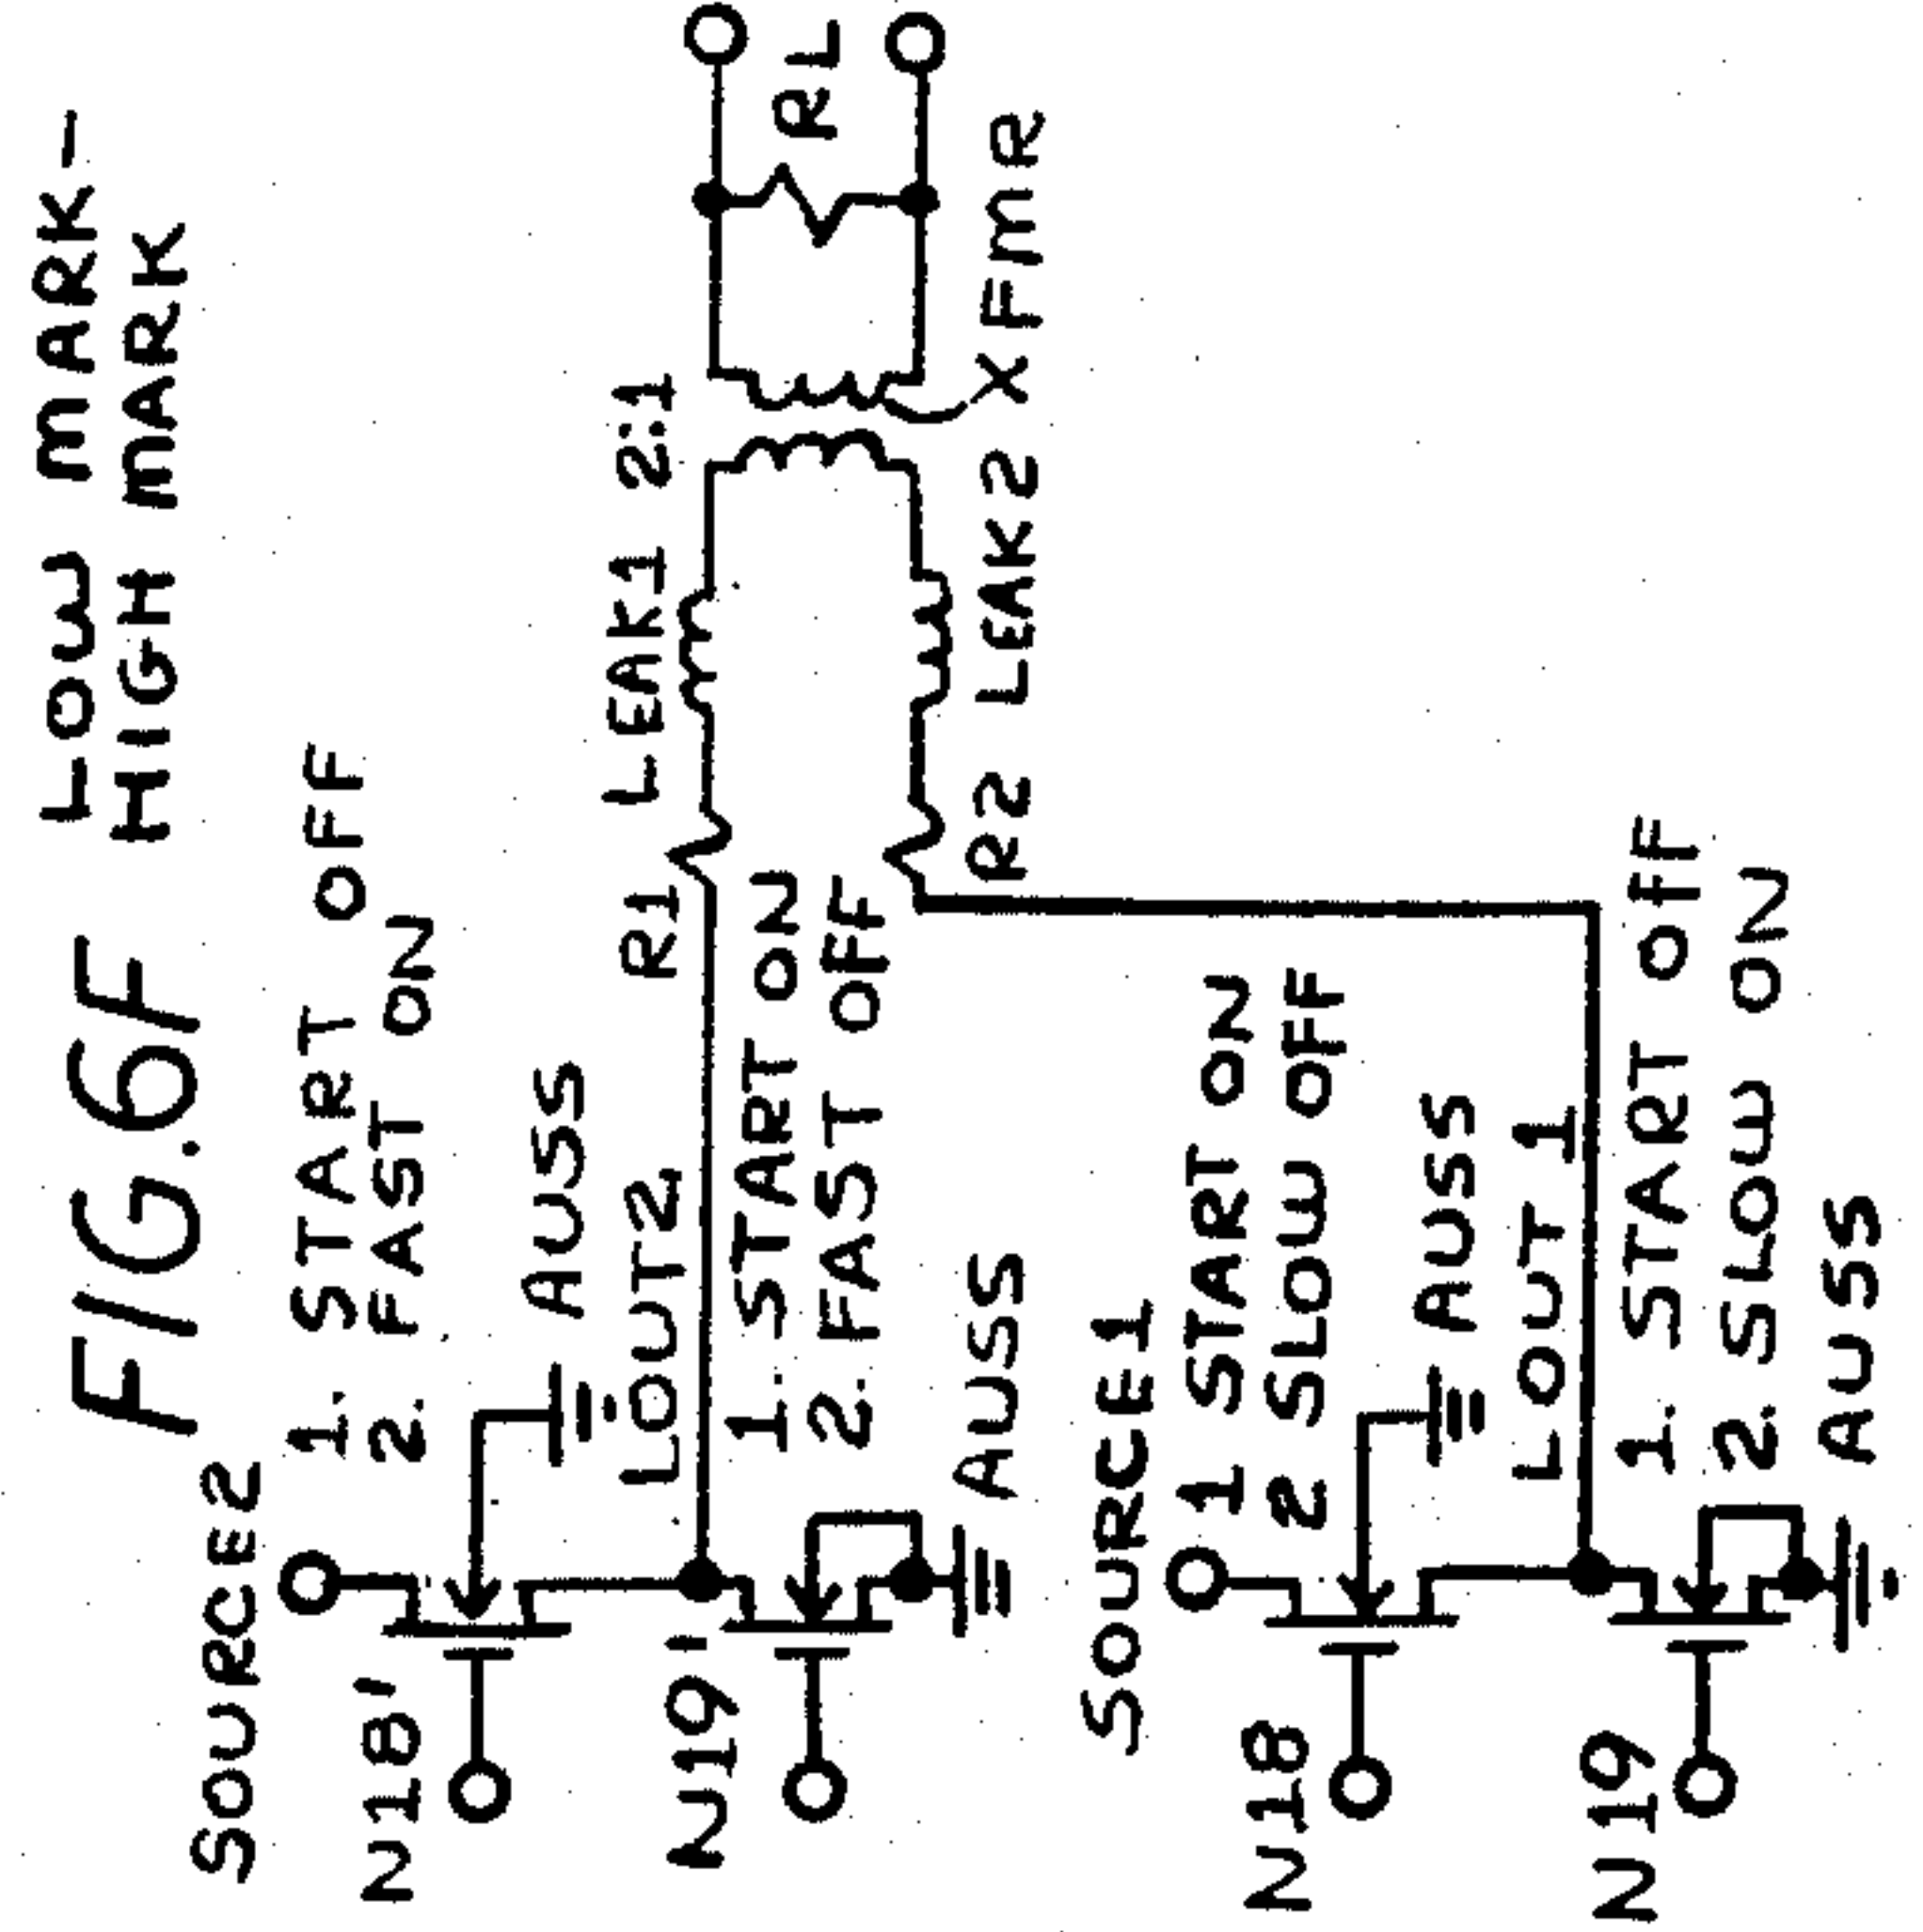 FIG. 6F
LOW MARK-
HIGH MARK
SOURCE2
1. START OFF
2. FAST ON
N18'
AUSS
LOUT2
R1
LEAK1
2:1
RL
N19'
1. START ON
2. FAST OFF
AUSS
R2
LEAK2
XFMR
SOURCE1
1 START ON
2 SLOW OFF
N18
AUSS
LOUT 1
N19
1. START OFF
2. SLOW ON
AUSS